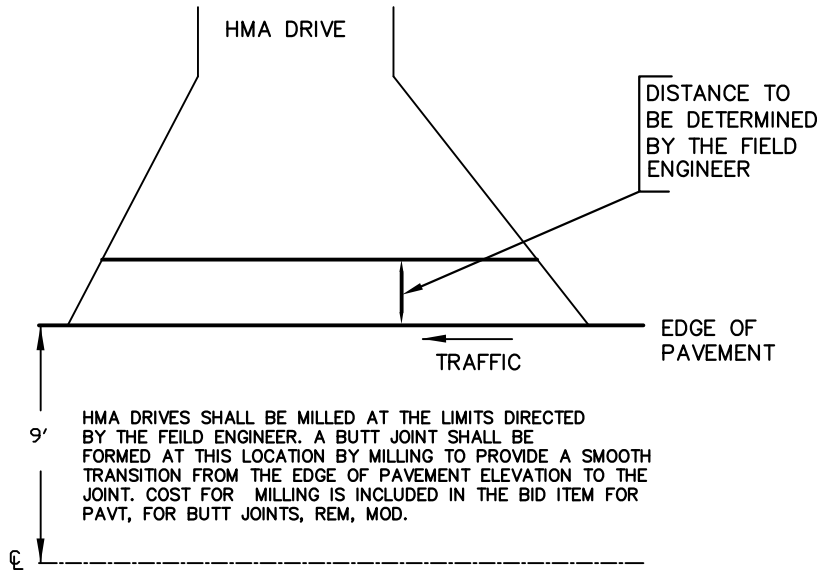 HMA DRIVE
DISTANCE TO
BE DETERMINED
BY THE FIELD
ENGINEER
EDGE OF
PAVEMENT
TRAFFIC
9'
HMA DRIVES SHALL BE MILLED AT THE LIMITS DIRECTED
BY THE FEILD ENGINEER. A BUTT JOINT SHALL BE
FORMED AT THIS LOCATION BY MILLING TO PROVIDE A SMOOTH
TRANSITION FROM THE EDGE OF PAVEMENT ELEVATION TO THE
JOINT. COST FOR MILLING IS INCLUDED IN THE BID ITEM FOR
PAVT, FOR BUTT JOINTS, REM, MOD.
℄